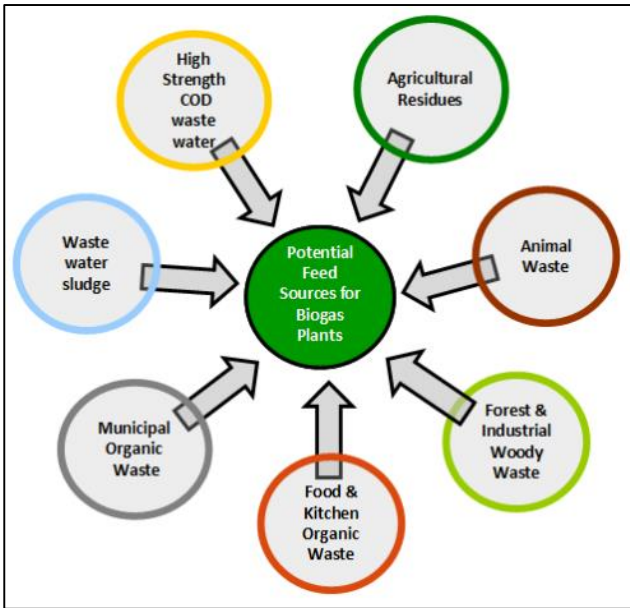 High
Strength
COD
waste
water
Agricultural
Residues
Waste
water
sludge
Potential
Feed
Sources for
Biogas
Plants
Animal
Waste
Municipal
Organic
Waste
Forest &
Industrial
Woody
Waste
Food &
Kitchen
Organic
Waste